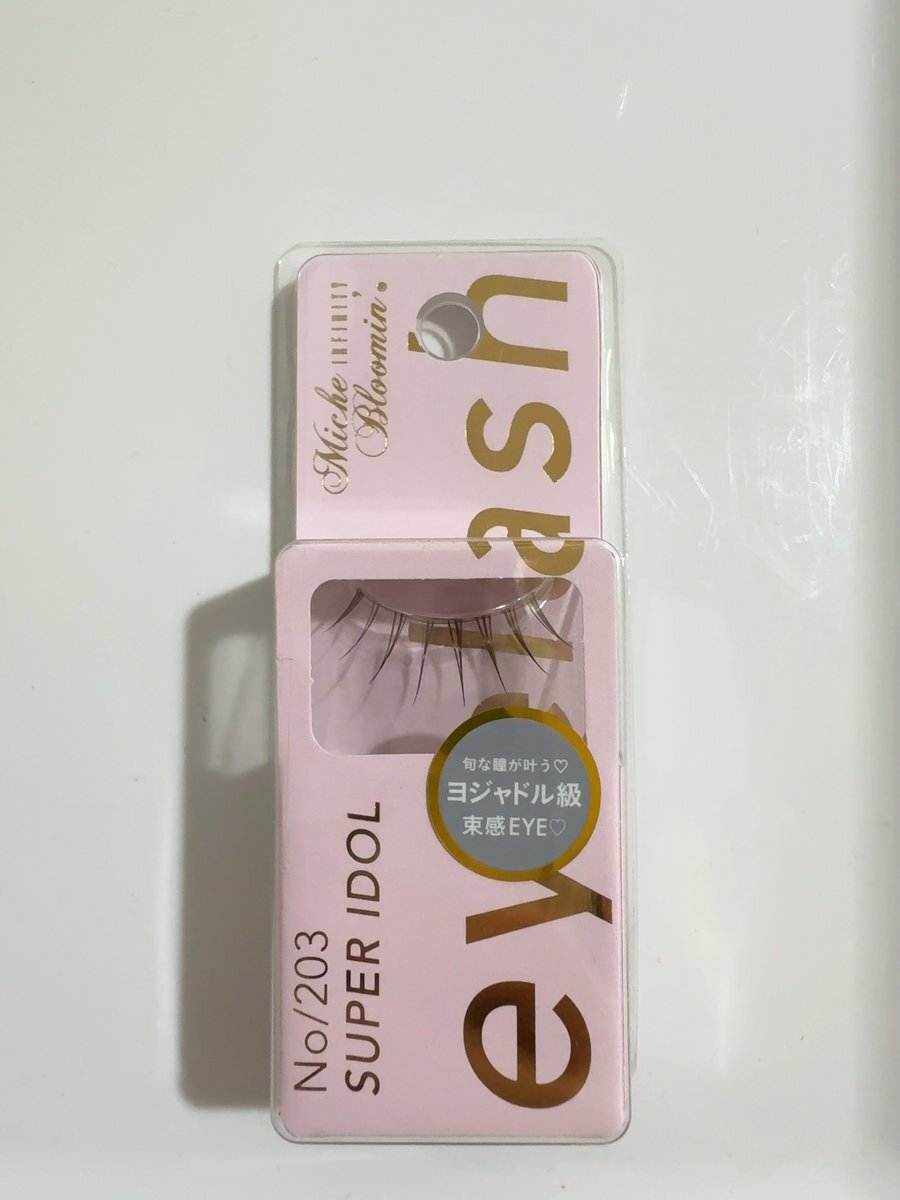 Miche INFINITY
Bloomin'.
eyelash
旬な瞳が叶う♡
ヨジャドル級
束感EYE♡
No/203
SUPER IDOL